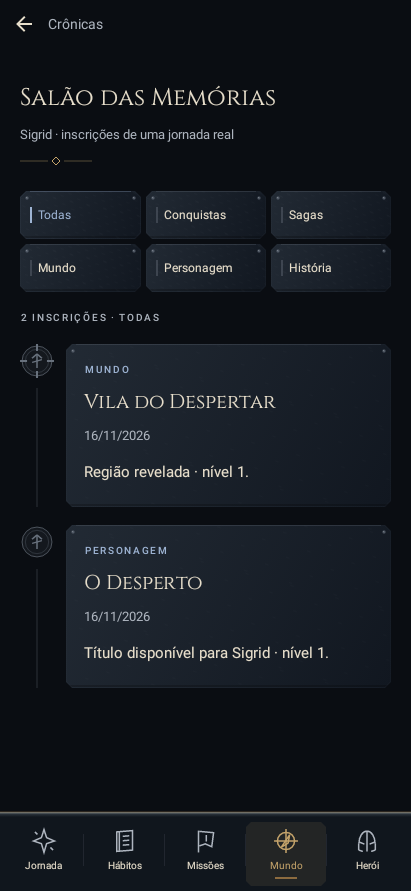 Crônicas
Salão das Memórias
Sigrid · inscrições de uma jornada real
Todas
Conquistas
Sagas
Mundo
Personagem
História
2 INSCRIÇÕES · TODAS
MUNDO
Vila do Despertar
16/11/2026
Região revelada · nível 1.
PERSONAGEM
O Desperto
16/11/2026
Título disponível para Sigrid · nível 1.
Jornada
Hábitos
Missões
Mundo
Herói